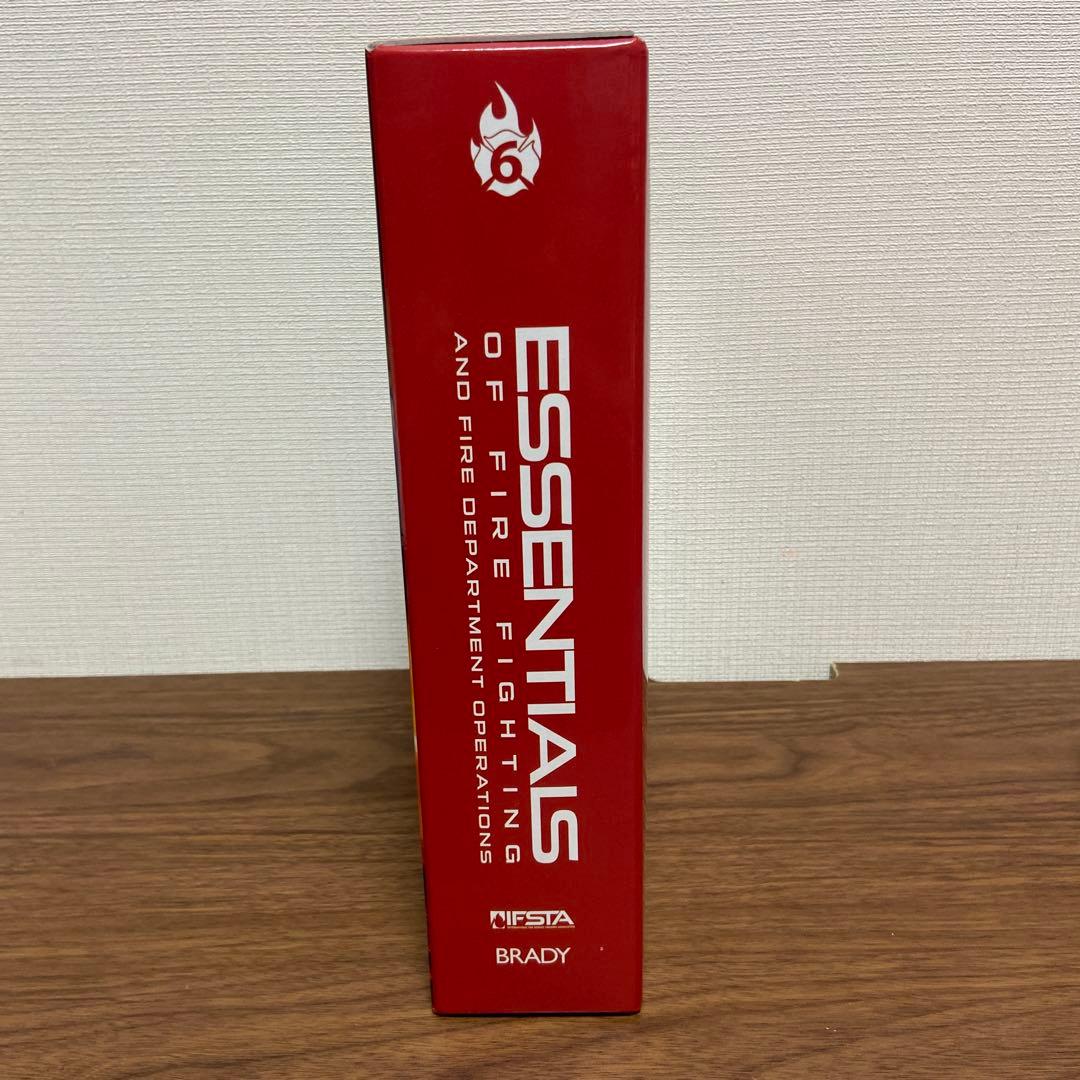 6
ESSENTIALS
OF FIRE FIGHTING
AND FIRE DEPARTMENT OPERATIONS
IFSTA
BRADY